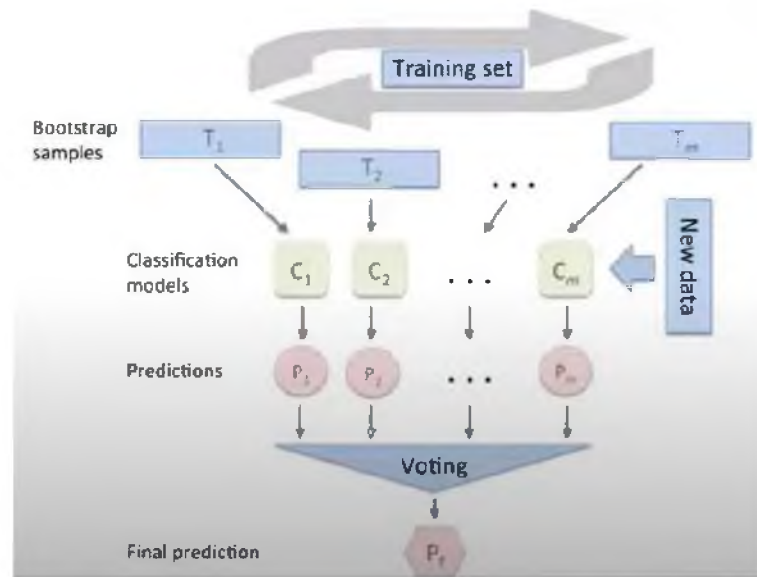 Training set
Bootstrap
samples
T1
T2
. . .
Tm
New data
Classification
models
C1
C2
. . .
Cm
Predictions
P1
P2
. . .
Pm
Voting
Final prediction
Pf